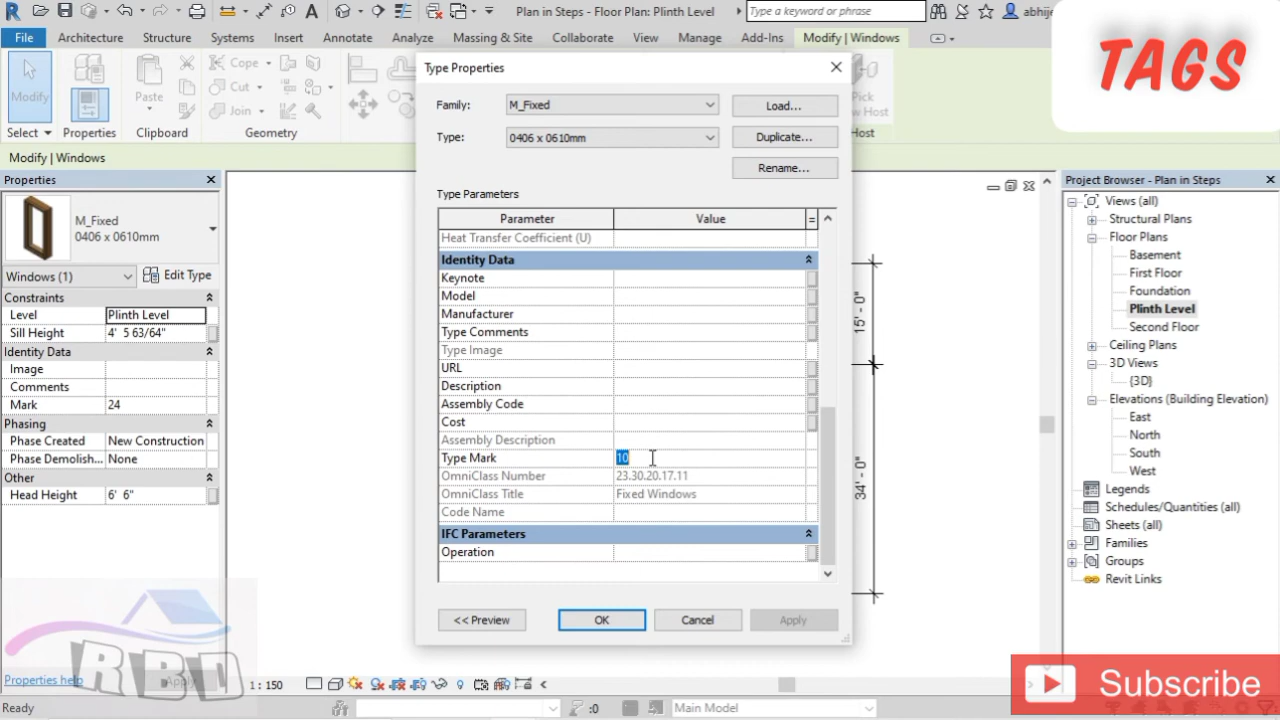 Plan in Steps - Floor Plan: Plinth Level
Type a keyword or phrase
File
Architecture
Structure
Systems
Insert
Annotate
Analyze
Massing & Site
Collaborate
View
Manage
Add-Ins
Modify | Windows
TAGS
Modify
Paste
Cope
Cut
Join
Pick
Host
Select
Properties
Clipboard
Geometry
Host
Modify | Windows
Properties
M_Fixed
0406 x 0610mm
Windows (1)
Edit Type
Constraints
Level
Plinth Level
Sill Height
4' 5 63/64"
Identity Data
Image
Comments
Mark
24
Phasing
Phase Created
New Construction
Phase Demolish...
None
Other
Head Height
6' 6"
Properties help
Apply
RBD
Type Properties
Family:
M_Fixed
Load...
Type:
0406 x 0610mm
Duplicate...
Rename...
Type Parameters
Parameter
Value
=
Heat Transfer Coefficient (U)
Identity Data
Keynote
Model
Manufacturer
Type Comments
Type Image
URL
Description
Assembly Code
Cost
Assembly Description
Type Mark
10
OmniClass Number
23.30.20.17.11
OmniClass Title
Fixed Windows
Code Name
IFC Parameters
Operation
<< Preview
OK
Cancel
Apply
15' - 0"
34' - 0"
Project Browser - Plan in Steps
Views (all)
Structural Plans
Floor Plans
Basement
First Floor
Foundation
Plinth Level
Second Floor
Ceiling Plans
3D Views
{3D}
Elevations (Building Elevation)
East
North
South
West
Legends
Schedules/Quantities (all)
Sheets (all)
Families
Groups
Revit Links
Subscribe
1 : 150
Ready
:0
Main Model